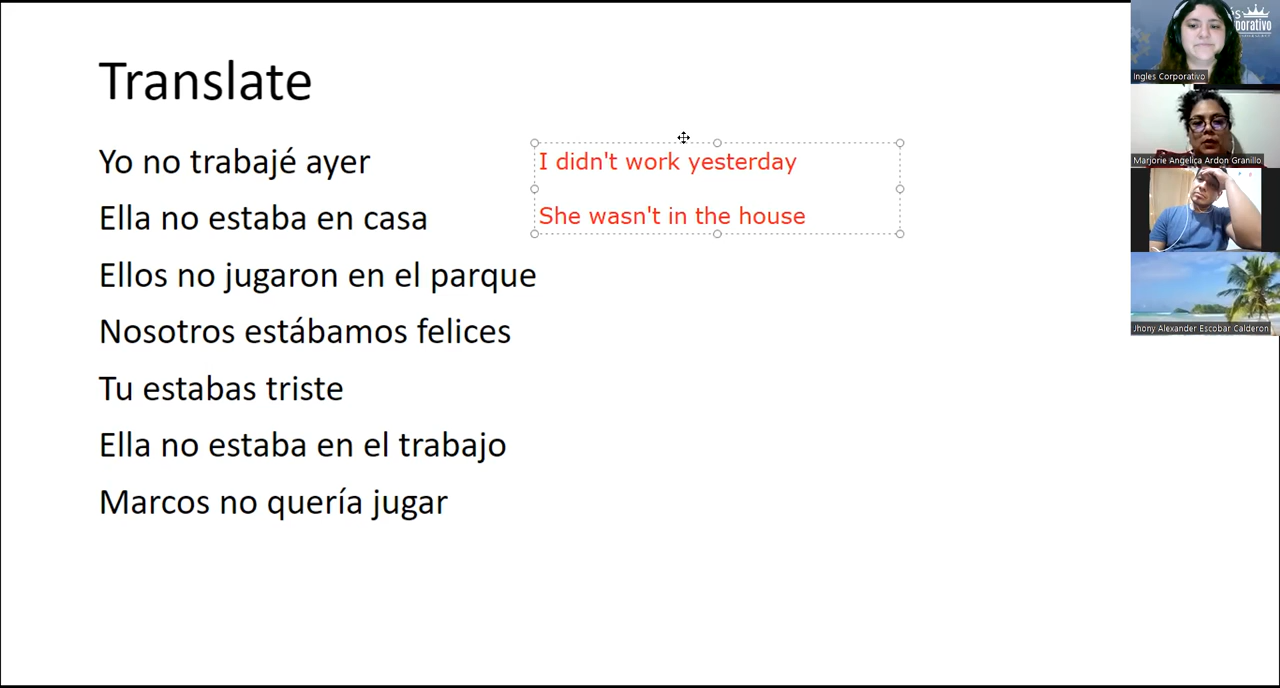 Translate
Yo no trabajé ayer
I didn't work yesterday
Ella no estaba en casa
She wasn't in the house
Ellos no jugaron en el parque
Nosotros estábamos felices
Tu estabas triste
Ella no estaba en el trabajo
Marcos no quería jugar
Ingles Corporativo
Marjorie Angelica Ardon Granillo
Jhony Alexander Escobar Calderon